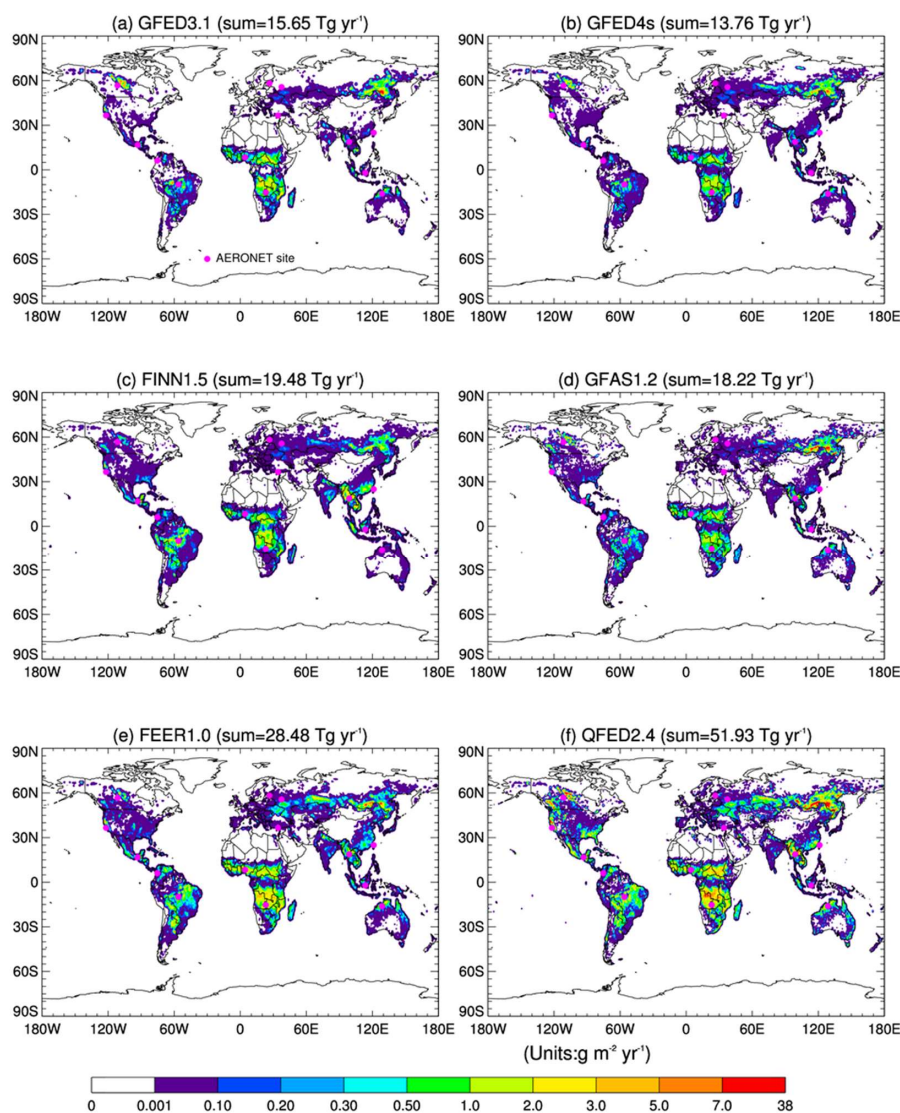 (a) GFED3.1 (sum=15.65 Tg yr⁻¹)
90N
60N
30N
0
30S
60S
90S
AERONET site
180W 120W 60W 0 60E 120E 180E
(b) GFED4s (sum=13.76 Tg yr⁻¹)
90N
60N
30N
0
30S
60S
90S
180W 120W 60W 0 60E 120E 180E
(c) FINN1.5 (sum=19.48 Tg yr⁻¹)
90N
60N
30N
0
30S
60S
90S
180W 120W 60W 0 60E 120E 180E
(d) GFAS1.2 (sum=18.22 Tg yr⁻¹)
90N
60N
30N
0
30S
60S
90S
180W 120W 60W 0 60E 120E 180E
(e) FEER1.0 (sum=28.48 Tg yr⁻¹)
90N
60N
30N
0
30S
60S
90S
180W 120W 60W 0 60E 120E 180E
(f) QFED2.4 (sum=51.93 Tg yr⁻¹)
90N
60N
30N
0
30S
60S
90S
180W 120W 60W 0 60E 120E 180E
(Units:g m⁻² yr⁻¹)
0 0.001 0.10 0.20 0.30 0.50 1.0 2.0 3.0 5.0 7.0 38